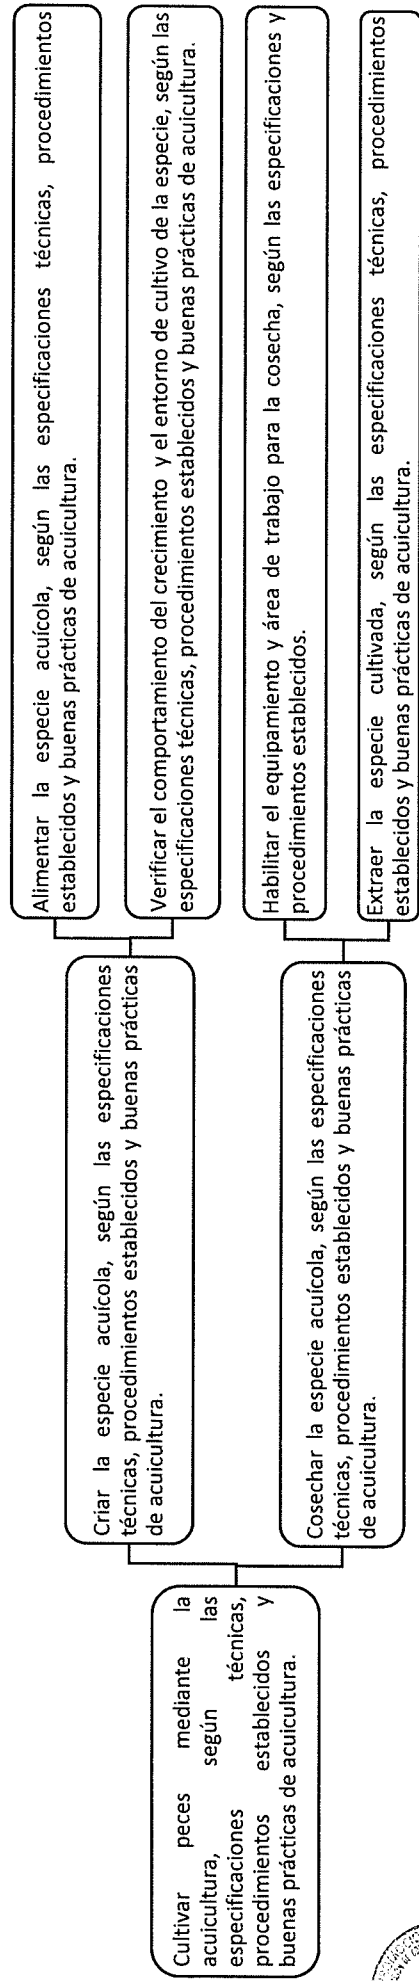 Cultivar peces mediante la
acuicultura, según las
especificaciones técnicas,
procedimientos establecidos y
buenas prácticas de acuicultura.
Criar la especie acuícola, según las especificaciones
técnicas, procedimientos establecidos y buenas prácticas
de acuicultura.
Alimentar la especie acuícola, según las especificaciones técnicas, procedimientos
establecidos y buenas prácticas de acuicultura.
Verificar el comportamiento del crecimiento y el entorno de cultivo de la especie, según las
especificaciones técnicas, procedimientos establecidos y buenas prácticas de acuicultura.
Cosechar la especie acuícola, según las especificaciones
técnicas, procedimientos establecidos y buenas prácticas
de acuicultura.
Habilitar el equipamiento y área de trabajo para la cosecha, según las especificaciones y
procedimientos establecidos.
Extraer la especie cultivada, según las especificaciones técnicas, procedimientos
establecidos y buenas prácticas de acuicultura.